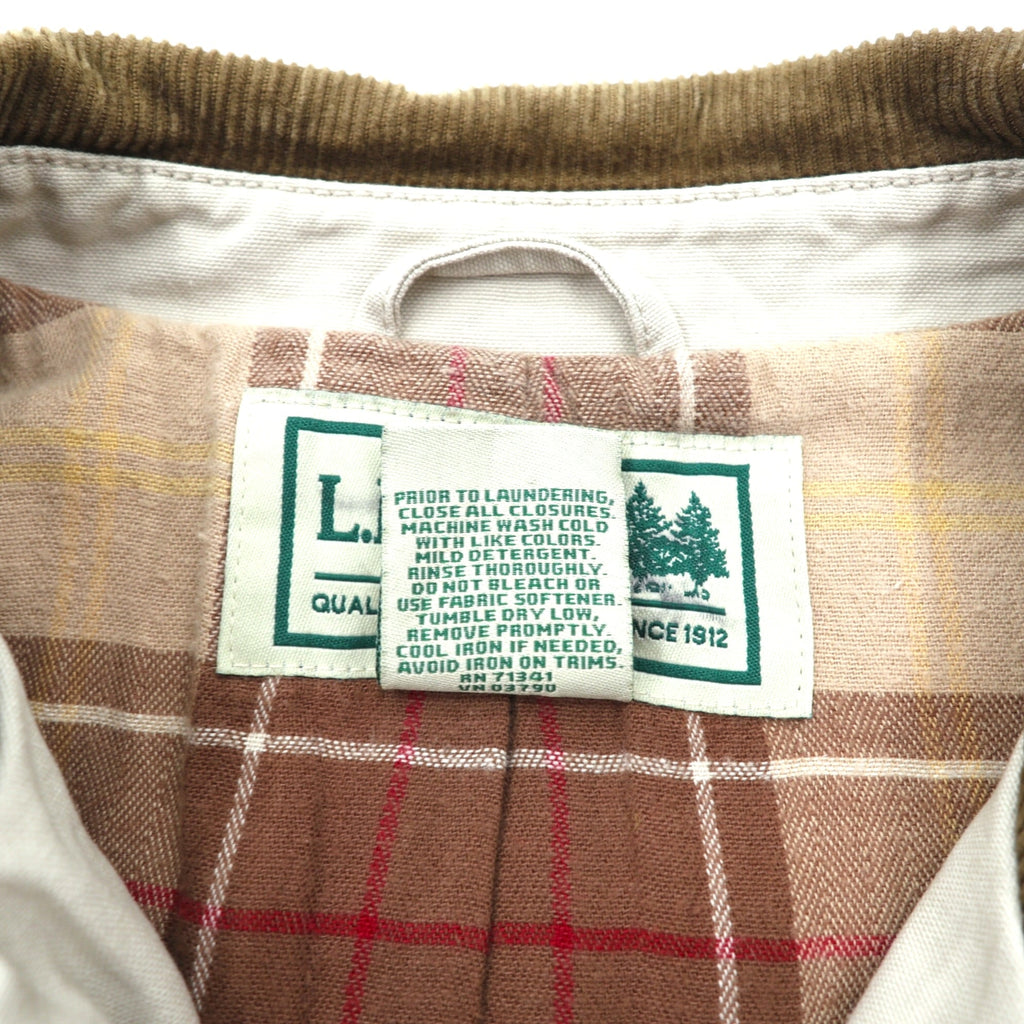 L.
QUAL
NCE 1912
PRIOR TO LAUNDERING,
CLOSE ALL CLOSURES.
MACHINE WASH COLD
WITH LIKE COLORS.
MILD DETERGENT.
RINSE THOROUGHLY.
DO NOT BLEACH OR
USE FABRIC SOFTENER.
TUMBLE DRY LOW,
REMOVE PROMPTLY.
COOL IRON IF NEEDED,
AVOID IRON ON TRIMS.
RN 71341
VN 03790